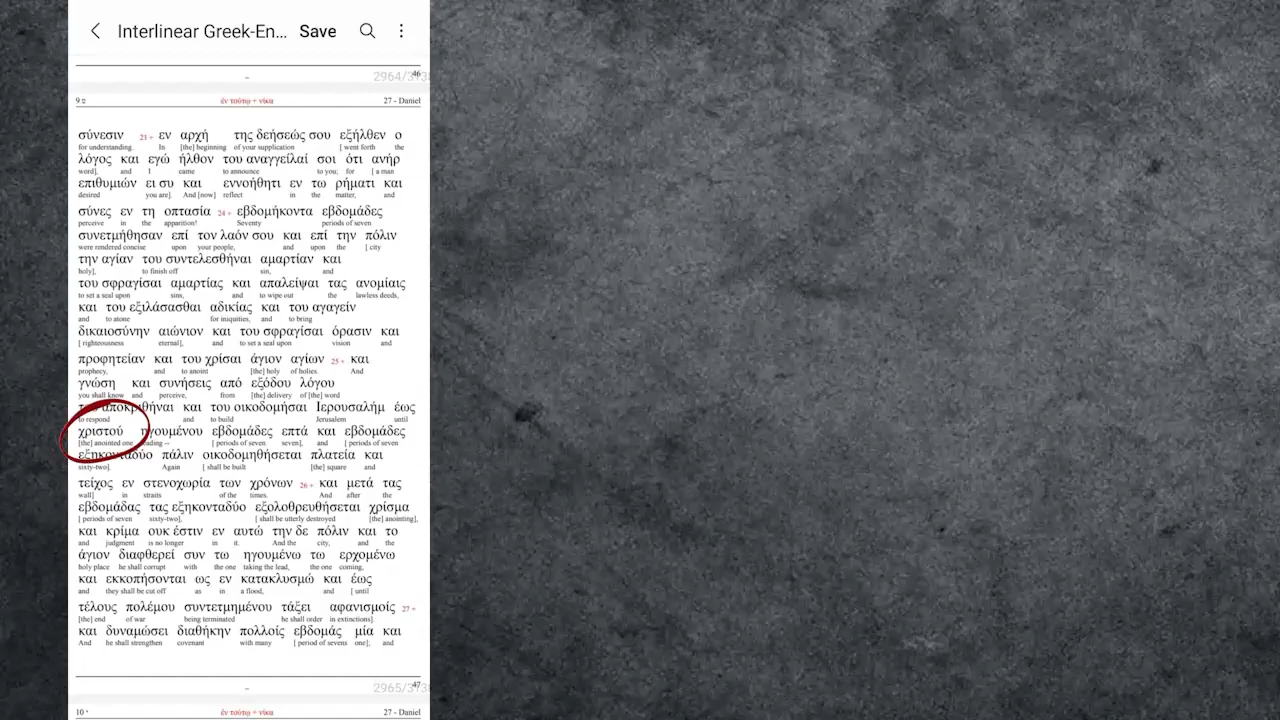 Interlinear Greek-En... Save
46
2964/313
9 מ ἐν τούτῳ + νίκα 27 - Daniel
σύνεσιν 23 + εν αρχή της δεήσεώς σου εξήλθεν ο
for understanding. In [the] beginning of your supplication [ went forth the
λόγος και εγώ ήλθον του αναγγείλαί σοι ότι ανήρ
word], and I came to announce to you; for [ a man
επιθυμιών ει συ και εννοήθητι εν τω ρήματι και
desired you are]. And [now] reflect in the matter, and
σύνες εν τη οπτασία 24 + εβδομήκοντα εβδομάδες
perceive in the apparition! Seventy periods of seven
συνετμήθησαν επί τον λαόν σου και επί την πόλιν
were rendered concise upon your people, and upon the [ city
την αγίαν του συντελεσθήναι αμαρτίαν και
holy], to finish off sin, and
του σφραγίσαι αμαρτίας και απαλείψαι τας ανομίαις
to set a seal upon sins, and to wipe out the lawless deeds,
και του εξιλάσασθαι αδικίας και του αγαγείν
and to atone for iniquities, and to bring
δικαιοσύνην αιώνιον και του σφραγίσαι όρασιν και
[ righteousness eternal], and to set a seal upon vision and
προφητείαν και του χρίσαι άγιον αγίων 25 + και
prophecy, and to anoint [the] holy of holies. And
γνώση και συνήσεις από εξόδου λόγου
you shall know and perceive, from [the] delivery of [the] word
του αποκριθήναι και του οικοδομήσαι Ιερουσαλήμ έως
to respond and to build Jerusalem until
χριστού ηγουμένου εβδομάδες επτά και εβδομάδες
[the] anointed one leading -- [ periods of seven seven], and [ periods of seven
εξηκονταδύο πάλιν οικοδομηθήσεται πλατεία και
sixty-two]. Again [ shall be built [the] square and
τείχος εν στενοχωρία των χρόνων 26 + και μετά τας
wall] in straits of the times. And after the
εβδομάδας τας εξηκονταδύο εξολοθρευθήσεται χρίσμα
[ periods of seven sixty-two], [ shall be utterly destroyed [the] anointing],
και κρίμα ουκ έστιν εν αυτώ την δε πόλιν και το
and judgment is no longer in it. And the city, and the
άγιον διαφθερεί συν τω ηγουμένω τω ερχομένω
holy place he shall corrupt with the one taking the lead, the one coming,
και εκκοπήσονται ως εν κατακλυσμώ και έως
and they shall be cut off as in a flood, and [ until
τέλους πολέμου συντετμημένου τάξει αφανισμοίς 27 +
[the] end of war being terminated he shall order in extinctions].
και δυναμώσει διαθήκην πολλοίς εβδομάς μία και
And he shall strengthen covenant with many [ period of sevens one], and
47
2965/313
10 ἐν τούτῳ + νίκα 27 - Daniel